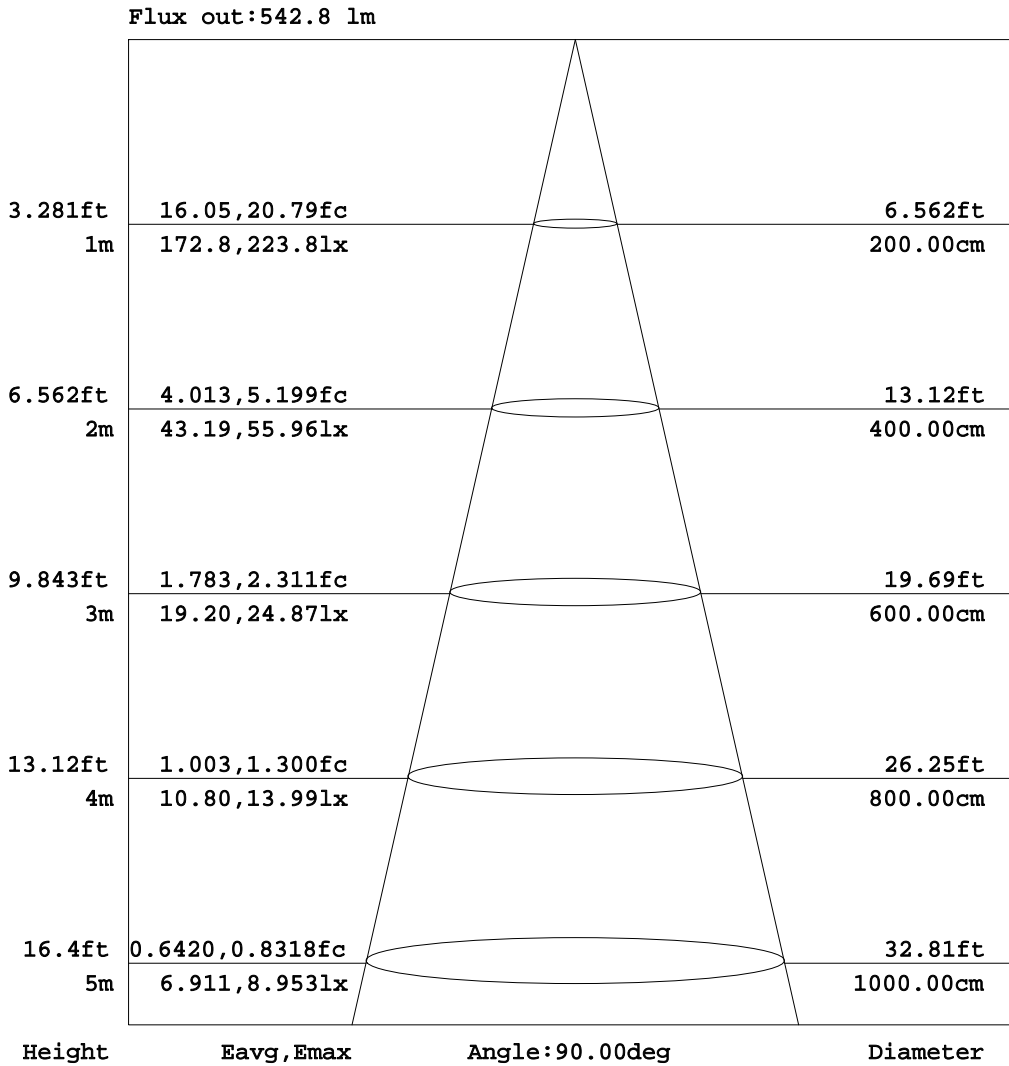 Flux out:542.8 lm
3.281ft 16.05,20.79fc 6.562ft
1m 172.8,223.8lx 200.00cm
6.562ft 4.013,5.199fc 13.12ft
2m 43.19,55.96lx 400.00cm
9.843ft 1.783,2.311fc 19.69ft
3m 19.20,24.87lx 600.00cm
13.12ft 1.003,1.300fc 26.25ft
4m 10.80,13.99lx 800.00cm
16.4ft 0.6420,0.8318fc 32.81ft
5m 6.911,8.953lx 1000.00cm
Height Eavg,Emax Angle:90.00deg Diameter